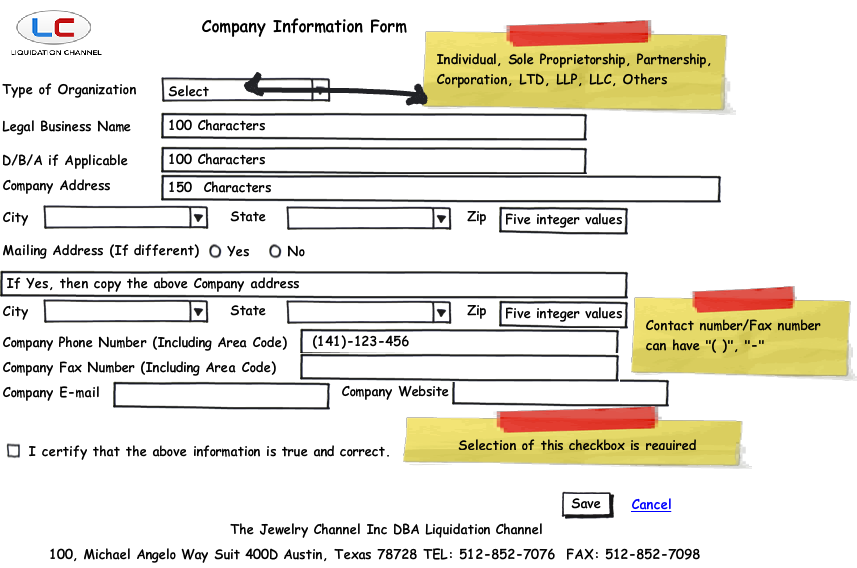 LC
LIQUIDATION CHANNEL
Company Information Form
Individual, Sole Proprietorship, Partnership,
Corporation, LTD, LLP, LLC, Others
Type of Organization Select
Legal Business Name 100 Characters
D/B/A if Applicable 100 Characters
Company Address 150 Characters
City State Zip Five integer values
Mailing Address (If different) Yes No
If Yes, then copy the above Company address
City State Zip Five integer values
Contact number/Fax number
can have "( )", "-"
Company Phone Number (Including Area Code) (141)-123-456
Company Fax Number (Including Area Code)
Company E-mail Company Website
Selection of this checkbox is required
I certify that the above information is true and correct.
Save Cancel
The Jewelry Channel Inc DBA Liquidation Channel
100, Michael Angelo Way Suit 400D Austin, Texas 78728 TEL: 512-852-7076 FAX: 512-852-7098